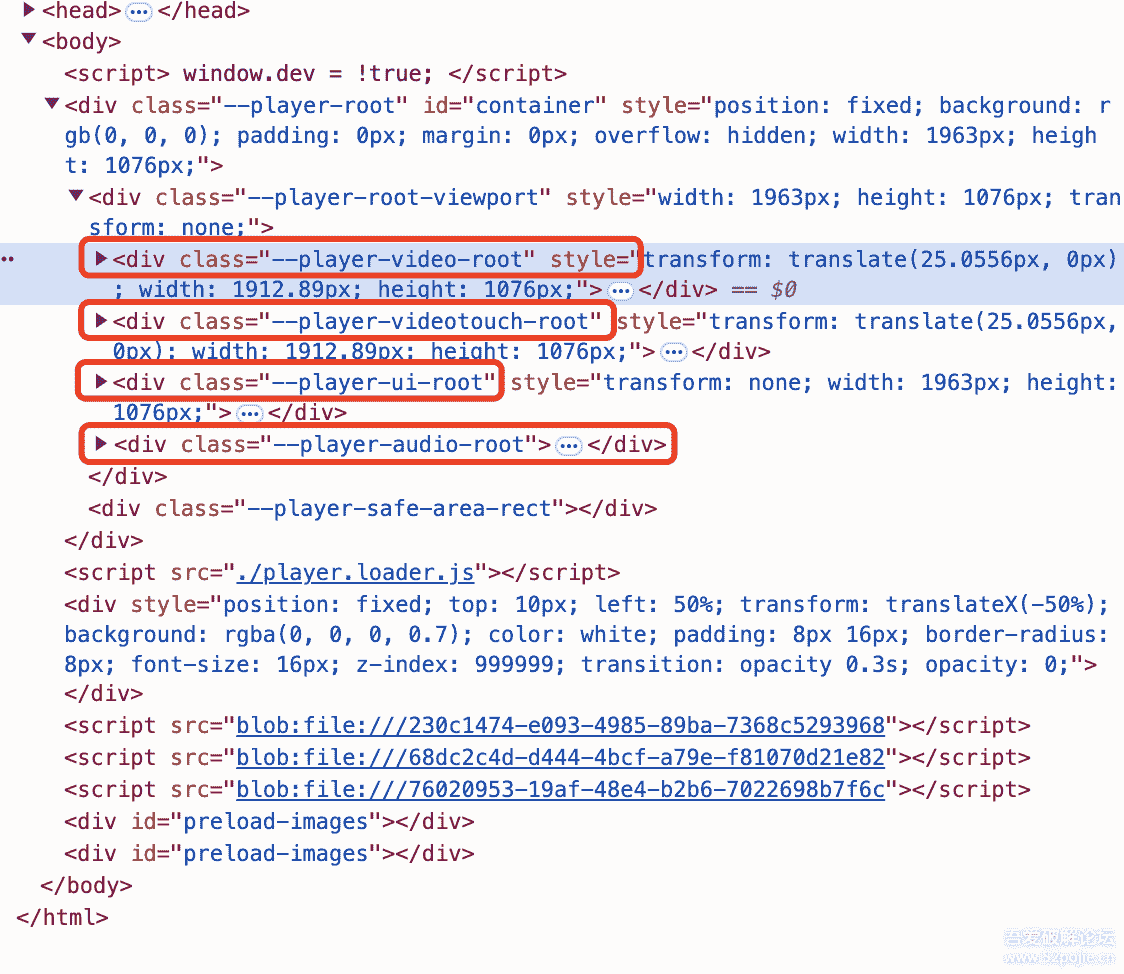 <head> ••• </head>
<body>
<script> window.dev = !true; </script>
<div class="--player-root" id="container" style="position: fixed; background: r
gb(0, 0, 0); padding: 0px; margin: 0px; overflow: hidden; width: 1963px; heigh
t: 1076px;">
<div class="--player-root-viewport" style="width: 1963px; height: 1076px; tran
sform: none;">
•• <div class="--player-video-root" style="transform: translate(25.0556px, 0px)
; width: 1912.89px; height: 1076px;"> ••• </div> == $0
<div class="--player-videotouch-root" style="transform: translate(25.0556px,
0px); width: 1912.89px; height: 1076px;"> ••• </div>
<div class="--player-ui-root" style="transform: none; width: 1963px; height:
1076px;"> ••• </div>
<div class="--player-audio-root"> ••• </div>
</div>
<div class="--player-safe-area-rect"></div>
</div>
<script src="./player.loader.js"></script>
<div style="position: fixed; top: 10px; left: 50%; transform: translateX(-50%);
background: rgba(0, 0, 0, 0.7); color: white; padding: 8px 16px; border-radius:
8px; font-size: 16px; z-index: 999999; transition: opacity 0.3s; opacity: 0;">
</div>
<script src="blob:file:///230c1474-e093-4985-89ba-7368c5293968"></script>
<script src="blob:file:///68dc2c4d-d444-4bcf-a79e-f81070d21e82"></script>
<script src="blob:file:///76020953-19af-48e4-b2b6-7022698b7f6c"></script>
<div id="preload-images"></div>
<div id="preload-images"></div>
</body>
</html>
吾爱破解论坛
www.52pojie.cn